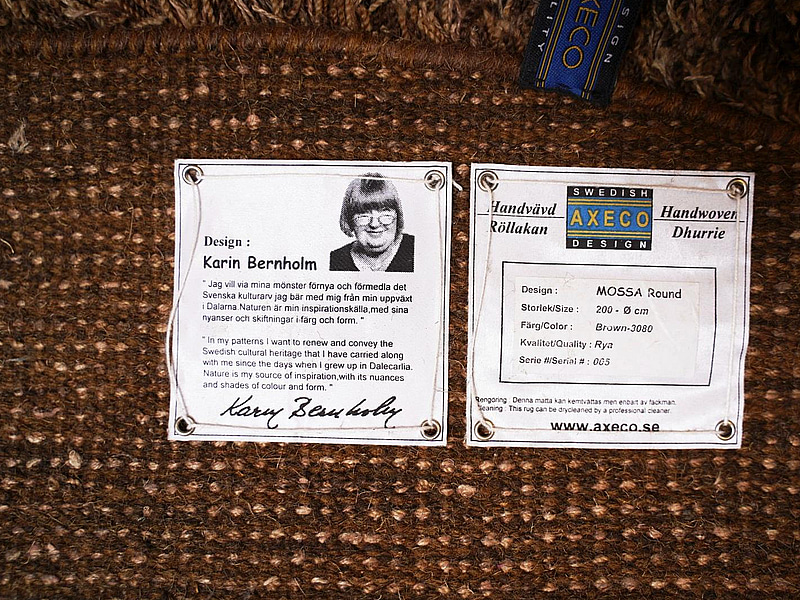 AXECO
DESIGN
QUALITY
Design :
Karin Bernholm
" Jag vill via mina mönster förnya och förmedla det
Svenska kulturarv jag bär med mig från min uppväxt
i Dalarna.Naturen är min inspirationskälla,med sina
nyanser och skiftningar i färg och form. "
" In my patterns I want to renew and convey the
Swedish cultural heritage that I have carried along
with me since the days when I grew up in Dalecarlia.
Nature is my source of inspiration,with its nuances
and shades of colour and form. "
Karin Bernholm
Handvävd
Röllakan
SWEDISH
AXECO
DESIGN
Handwoven
Dhurrie
Design : MOSSA Round
Storlek/Size : 200 - Ø cm
Färg/Color : Brown-3080
Kvalitet/Quality : Rya
Serie #/Serial # : 065
Rengöring : Denna matta kan kemtvättas men enbart av fackman.
Cleaning : This rug can be drycleaned by a professional cleaner.
www.axeco.se